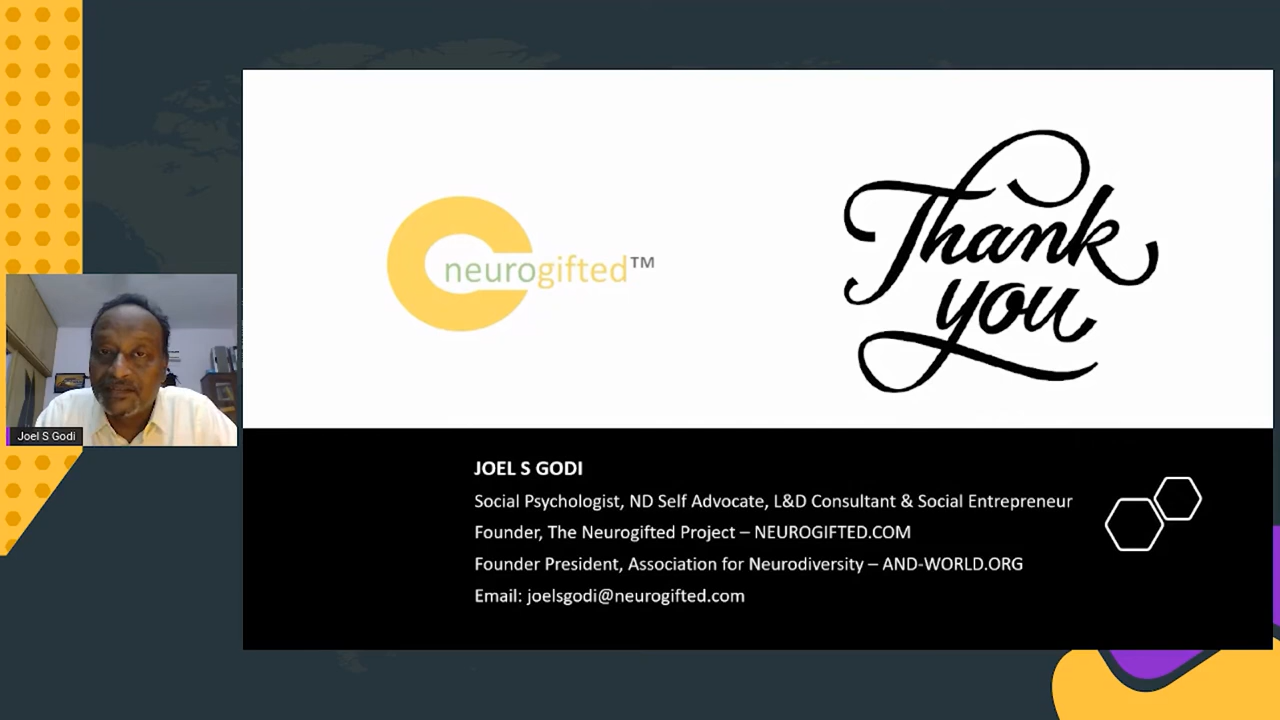 neurogifted™
Thank
you
Joel S Godi
JOEL S GODI
Social Psychologist, ND Self Advocate, L&D Consultant & Social Entrepreneur
Founder, The Neurogifted Project – NEUROGIFTED.COM
Founder President, Association for Neurodiversity – AND-WORLD.ORG
Email: joelsgodi@neurogifted.com